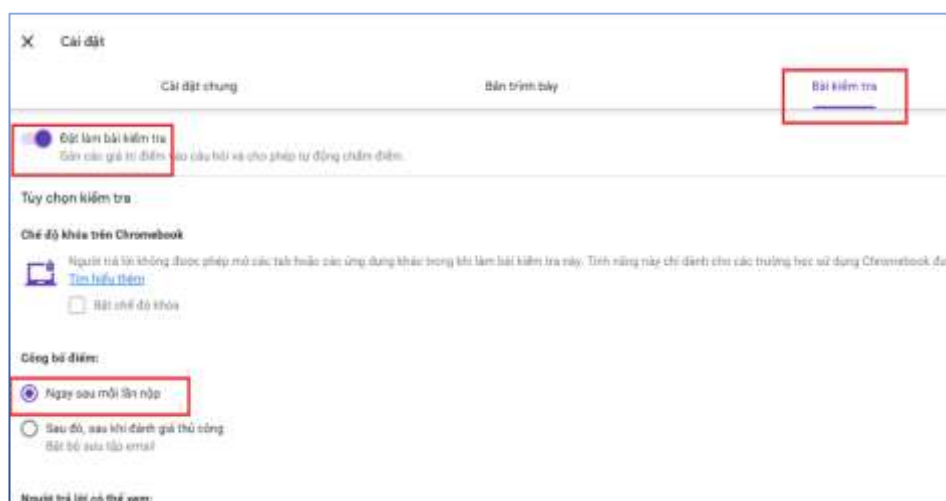 Cài đặt
Cài đặt chung
Bản trình bày
Bài kiểm tra
Đặt làm bài kiểm tra
Gán các giá trị điểm vào câu hỏi và cho phép tự động chấm điểm.
Tùy chọn kiểm tra
Chế độ khóa trên Chromebook
Người trả lời không được phép mở các tab hoặc các ứng dụng khác trong khi làm bài kiểm tra này. Tính năng này chỉ dành cho các trường học sử dụng Chromebook
Tìm hiểu thêm
Bật chế độ khóa
Công bố điểm:
Ngay sau mỗi lần nộp
Sau đó, sau khi đánh giá thủ công
Bật bộ sưu tập email
Người trả lời có thể xem: